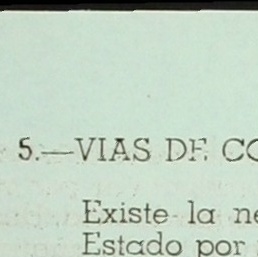 5.—VIAS DE CO
Existe la ne
Estado por